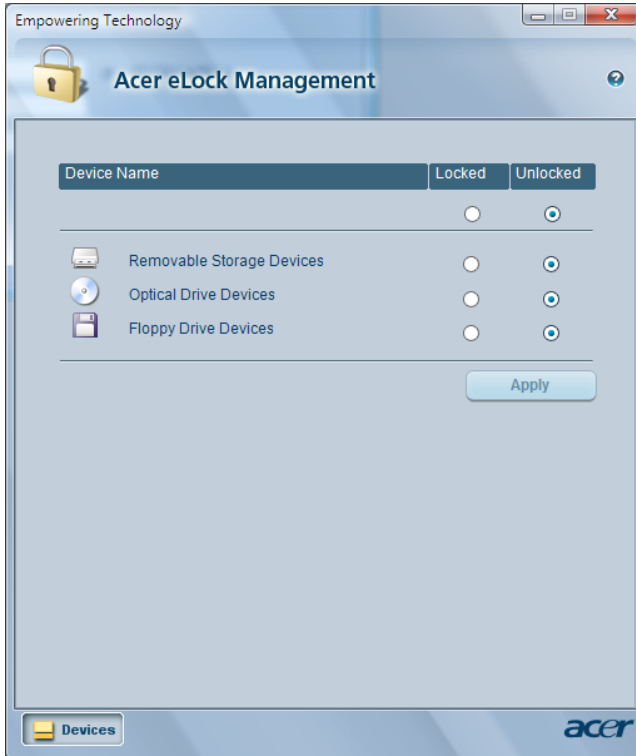 Empowering Technology
Acer eLock Management
Device Name Locked Unlocked
Removable Storage Devices
Optical Drive Devices
Floppy Drive Devices
Apply
Devices
acer